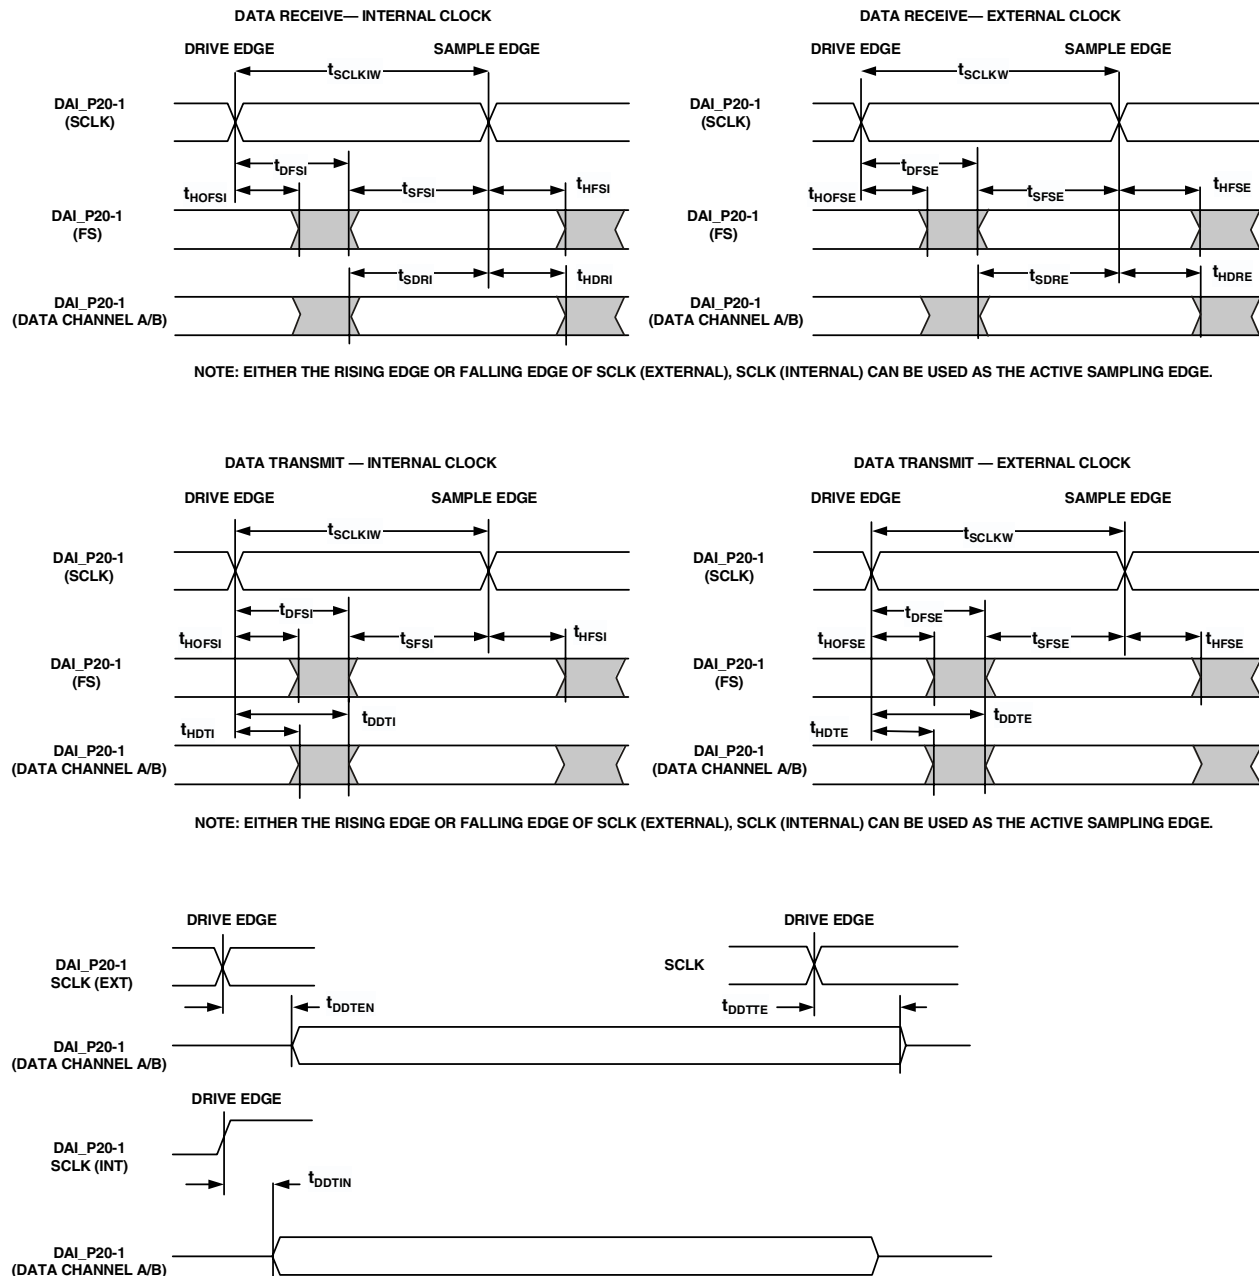 DATA RECEIVE— INTERNAL CLOCK
DRIVE EDGE SAMPLE EDGE
tSCLKIW
DAI_P20-1
(SCLK)
tDFSI
tHOFSI tSFSI tHFSI
DAI_P20-1
(FS)
tSDRI tHDRI
DAI_P20-1
(DATA CHANNEL A/B)
DATA RECEIVE— EXTERNAL CLOCK
DRIVE EDGE SAMPLE EDGE
tSCLKW
DAI_P20-1
(SCLK)
tDFSE
tHOFSE tSFSE tHFSE
DAI_P20-1
(FS)
tSDRE tHDRE
DAI_P20-1
(DATA CHANNEL A/B)
NOTE: EITHER THE RISING EDGE OR FALLING EDGE OF SCLK (EXTERNAL), SCLK (INTERNAL) CAN BE USED AS THE ACTIVE SAMPLING EDGE.
DATA TRANSMIT — INTERNAL CLOCK
DRIVE EDGE SAMPLE EDGE
tSCLKIW
DAI_P20-1
(SCLK)
tDFSI
tHOFSI tSFSI tHFSI
DAI_P20-1
(FS)
tDDTI
tHDTI
DAI_P20-1
(DATA CHANNEL A/B)
DATA TRANSMIT — EXTERNAL CLOCK
DRIVE EDGE SAMPLE EDGE
tSCLKW
DAI_P20-1
(SCLK)
tDFSE
tHOFSE tSFSE tHFSE
DAI_P20-1
(FS)
tDDTE
tHDTE
DAI_P20-1
(DATA CHANNEL A/B)
NOTE: EITHER THE RISING EDGE OR FALLING EDGE OF SCLK (EXTERNAL), SCLK (INTERNAL) CAN BE USED AS THE ACTIVE SAMPLING EDGE.
DRIVE EDGE DRIVE EDGE
DAI_P20-1
SCLK (EXT)
SCLK
tDDTEN tDDTTE
DAI_P20-1
(DATA CHANNEL A/B)
DRIVE EDGE
DAI_P20-1
SCLK (INT)
tDDTIN
DAI_P20-1
(DATA CHANNEL A/B)